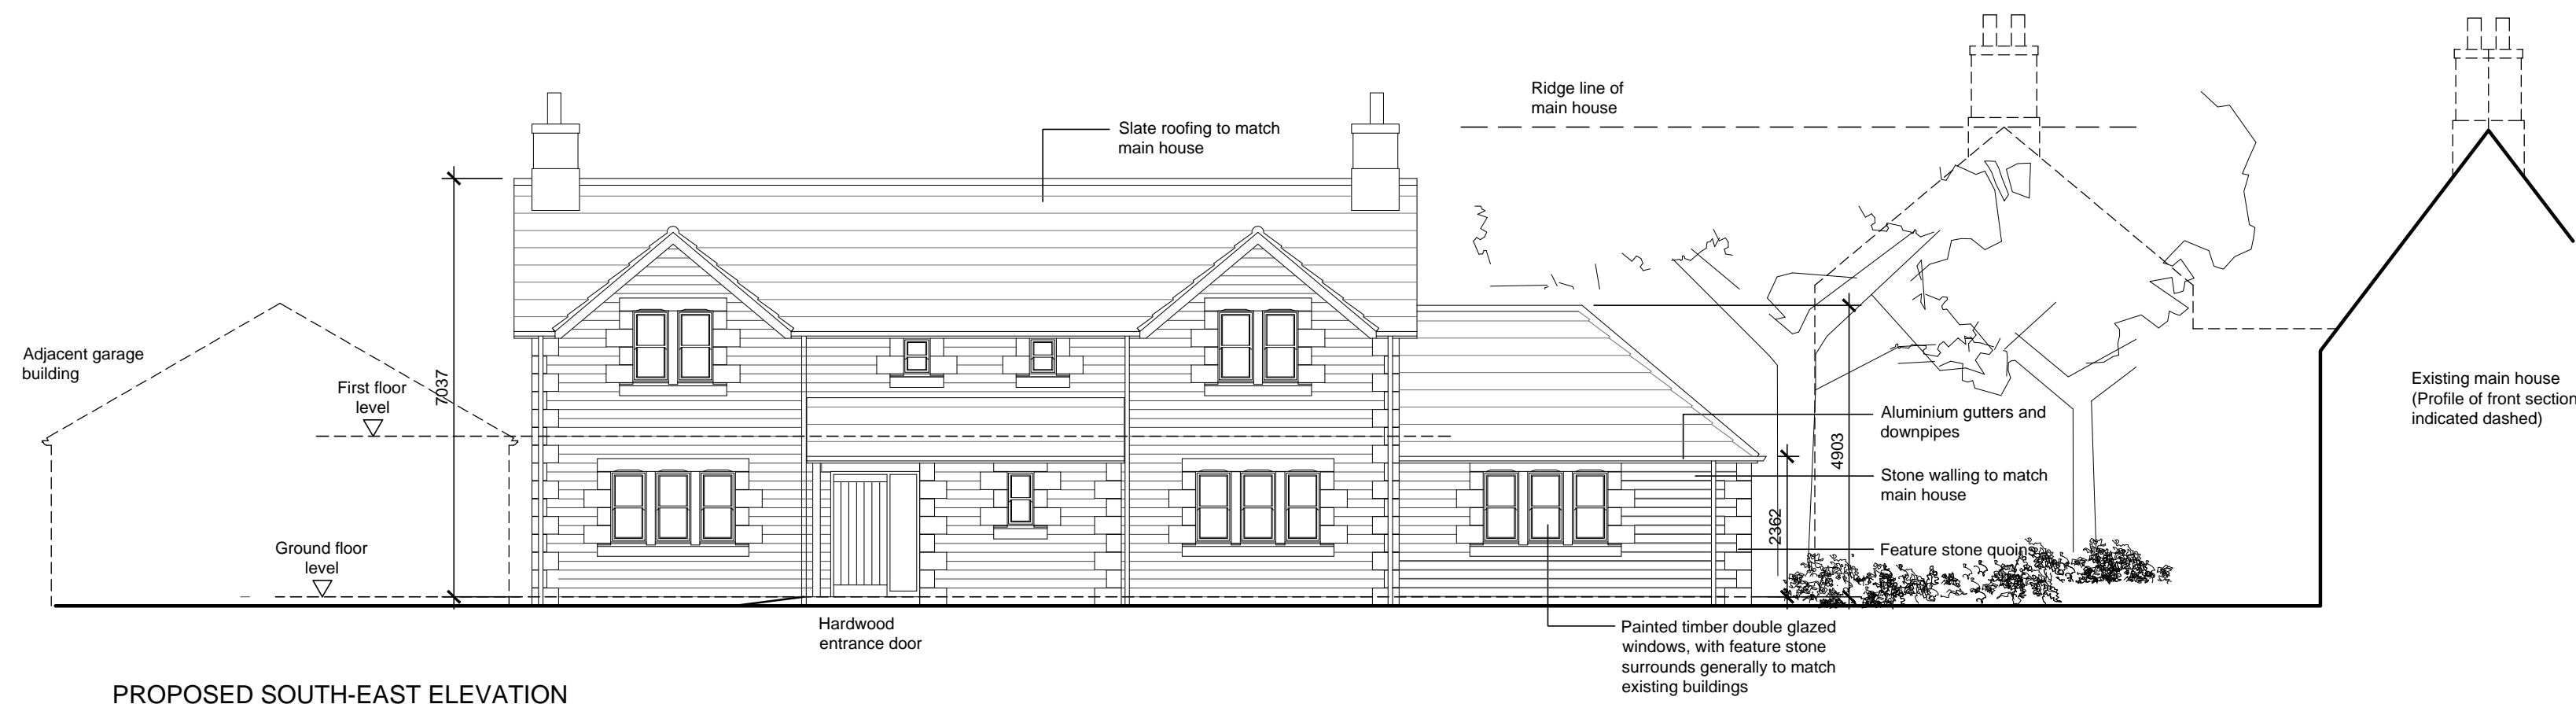 Ridge line of
main house
Slate roofing to match
main house
Adjacent garage
building
First floor
level
7037
Existing main house
(Profile of front section
indicated dashed)
Aluminium gutters and
downpipes
4903
Stone walling to match
main house
2362
Ground floor
level
Feature stone quoins
Hardwood
entrance door
Painted timber double glazed
windows, with feature stone
surrounds generally to match
existing buildings
PROPOSED SOUTH-EAST ELEVATION